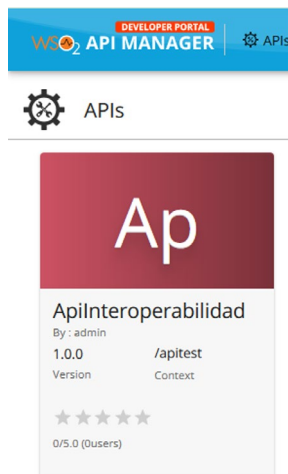 DEVELOPER PORTAL
WSO2 API MANAGER
APIs
APIs
Ap
ApiInteroperabilidad
By : admin
1.0.0 /apitest
Version Context
0/5.0 (0users)